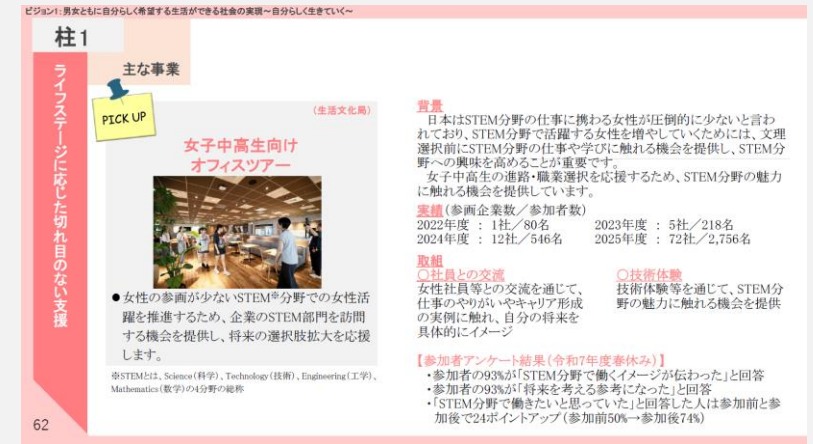 ビジョン1:男女ともに自分らしく希望する生活ができる社会の実現~自分らしく生きていく~
柱1
ライフステージに応じた切れ目のない支援
主な事業
PICK UP
(生活文化局)
女子中高生向け
オフィスツアー
●女性の参画が少ないSTEM※分野での女性活
躍を推進するため、企業のSTEM部門を訪問
する機会を提供し、将来の選択肢拡大を応援
します。
※STEMとは、Science(科学)、Technology(技術)、Engineering(工学)、
Mathematics(数学)の4分野の総称
背景
日本はSTEM分野の仕事に携わる女性が圧倒的に少ないと言わ
れており、STEM分野で活躍する女性を増やしていくためには、文理
選択前にSTEM分野の仕事や学びに触れる機会を提供し、STEM分
野への興味を高めることが重要です。
女子中高生の進路・職業選択を応援するため、STEM分野の魅力
に触れる機会を提供しています。
実績(参画企業数/参加者数)
2022年度 : 1社/80名 2023年度 : 5社/218名
2024年度 : 12社/546名 2025年度 : 72社/2,756名
取組
○社員との交流
女性社員等との交流を通じて、
仕事のやりがいやキャリア形成
の実例に触れ、自分の将来を
具体的にイメージ
○技術体験
技術体験等を通じて、STEM分
野の魅力に触れる機会を提供
【参加者アンケート結果(令和7年度春休み)】
・参加者の93%が「STEM分野で働くイメージが伝わった」と回答
・参加者の93%が「将来を考える参考になった」と回答
・「STEM分野で働きたいと思っていた」と回答した人は参加前と参
加後で24ポイントアップ(参加前50%→参加後74%)
62